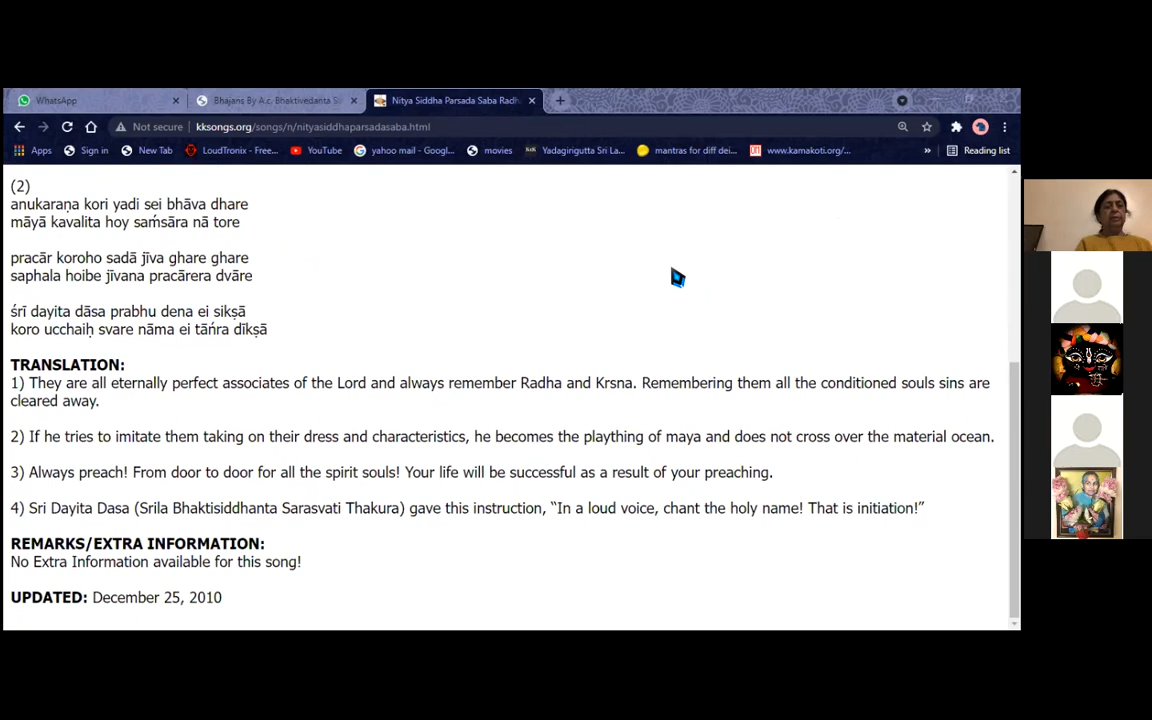 WhatsApp
Bhajans By A.c. Bhaktivedanta S
Nitya Siddha Parsada Saba Radh
Not secure
kksongs.org/songs/n/nityasiddhaparsadasaba.html
Apps
Sign in
New Tab
LoudTronix - Free...
YouTube
yahoo mail - Googl...
movies
Yadagirigutta Sri La...
mantras for diff dei...
www.kamakoti.org/...
»
Reading list
(2)
anukaraṇa kori yadi sei bhāva dhare
māyā kavalita hoy saḿsāra nā tore
pracār koroho sadā jīva ghare ghare
saphala hoibe jīvana pracārera dvāre
śrī dayita dāsa prabhu dena ei sikṣā
koro ucchaiḥ svare nāma ei tāńra dīkṣā
TRANSLATION:
1) They are all eternally perfect associates of the Lord and always remember Radha and Krsna. Remembering them all the conditioned souls sins are
cleared away.
2) If he tries to imitate them taking on their dress and characteristics, he becomes the plaything of maya and does not cross over the material ocean.
3) Always preach! From door to door for all the spirit souls! Your life will be successful as a result of your preaching.
4) Sri Dayita Dasa (Srila Bhaktisiddhanta Sarasvati Thakura) gave this instruction, “In a loud voice, chant the holy name! That is initiation!”
REMARKS/EXTRA INFORMATION:
No Extra Information available for this song!
UPDATED: December 25, 2010